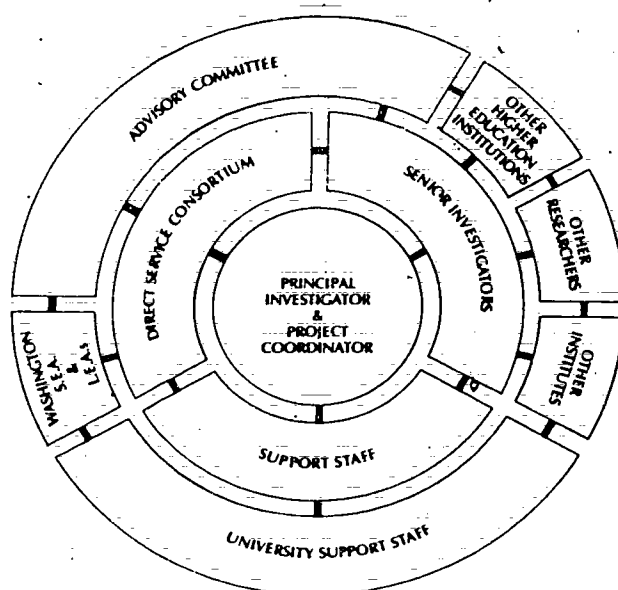 ADVISORY COMMITTEE
OTHER
HIGHER
EDUCATION
INSTITUTIONS
DIRECT SERVICE CONSORTIUM
SENIOR INVESTIGATORS
OTHER
RESEARCHERS
PRINCIPAL
INVESTIGATOR
&
PROJECT
COORDINATOR
WASHINGTON
S.E.A.
&
L.E.A.s
OTHER
INSTITUTES
SUPPORT STAFF
UNIVERSITY SUPPORT STAFF